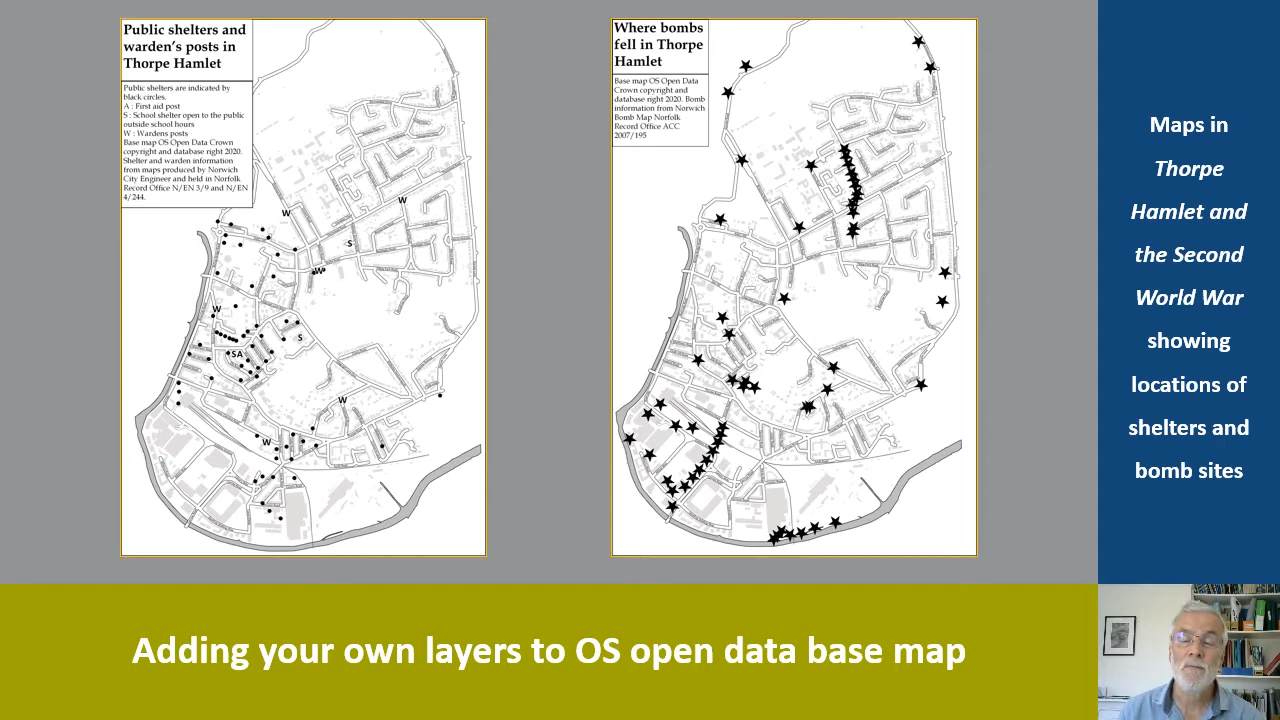 Public shelters and
warden's posts in
Thorpe Hamlet
Public shelters are indicated by
black circles.
A : First aid post
S : School shelter open to the public
outside school hours
W : Wardens posts
Base map OS Open Data Crown
copyright and database right 2020.
Shelter and warden information
from maps produced by Norwich
City Engineer and held in Norfolk
Record Office N/EN 3/9 and N/EN
4/244.
W
W
S
W
W
S
SA
W
W
Where bombs
fell in Thorpe
Hamlet
Base map OS Open Data
Crown copyright and
database right 2020. Bomb
information from Norwich
Bomb Map Norfolk
Record Office ACC
2007/195
Maps in
Thorpe
Hamlet and
the Second
World War
showing
locations of
shelters and
bomb sites
Adding your own layers to OS open data base map